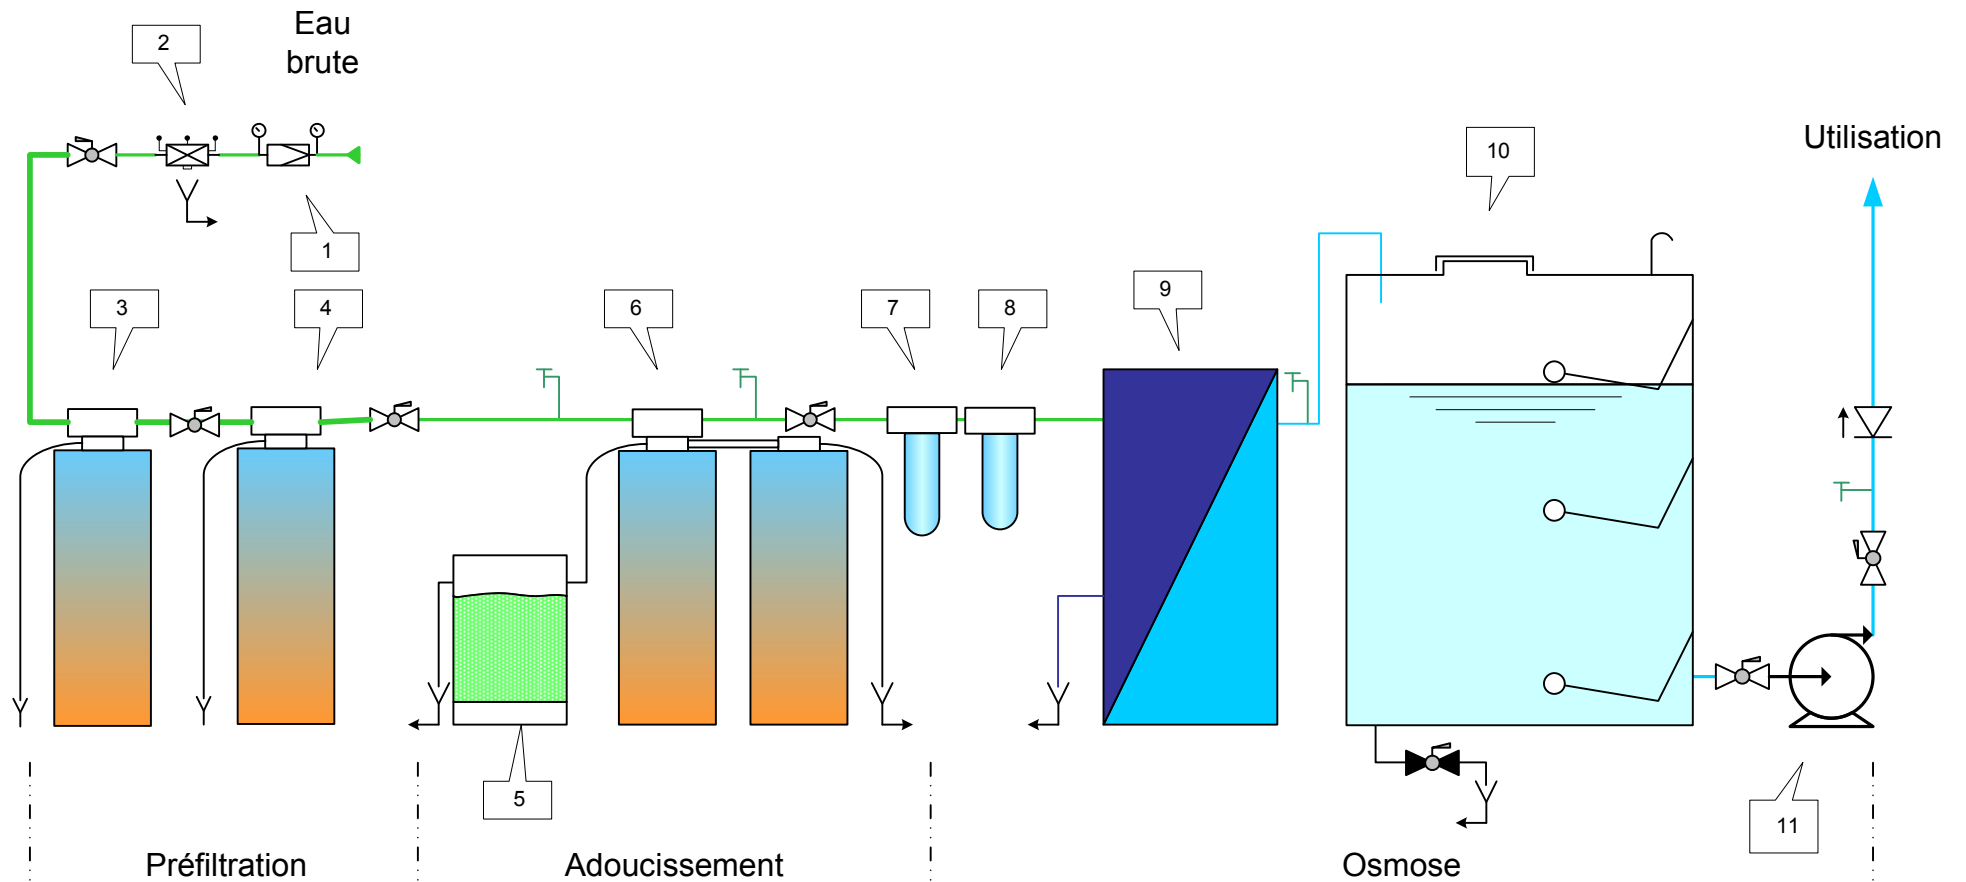 Eau
brute
2
1
Utilisation
10
3
4
6
7
8
9
5
11
Préfiltration
Adoucissement
Osmose